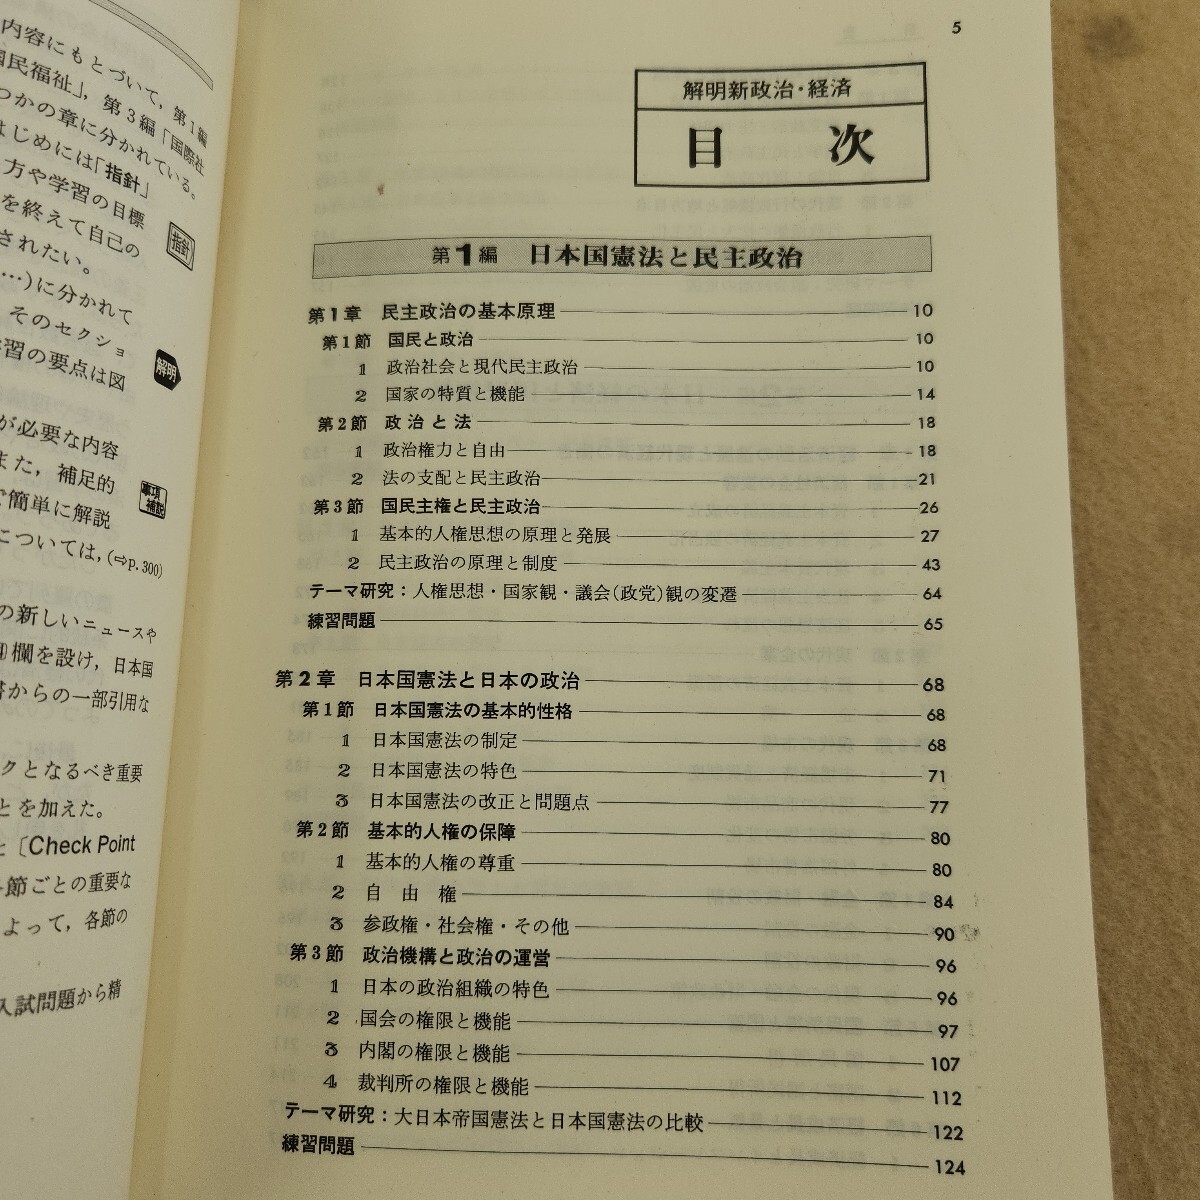 内容にもとづいて，第1編
国民福祉」，第3編「国際社
つかの章に分かれている。
はじめには「指針」
方や学習の目標
を終えて自己の
されたい。
指針
…)に分かれて
そのセクショ
学習の要点は図
解明
が必要な内容
また，補足的
で簡単に解説
事項補説
については，(⇨p.300)
の新しいニュースや
欄を設け，日本国
書からの一部引用な
クとなるべき重要
とを加えた。
と〔Check Point
各節ごとの重要な
よって，各節の
入試問題から精
5
解明新政治・経済
目 次
第1編 日本国憲法と民主政治
第1章 民主政治の基本原理 10
第1節 国民と政治 10
1 政治社会と現代民主政治 10
2 国家の特質と機能 14
第2節 政治と法 18
1 政治権力と自由 18
2 法の支配と民主政治 21
第3節 国民主権と民主政治 26
1 基本的人権思想の原理と発展 27
2 民主政治の原理と制度 43
テーマ研究：人権思想・国家観・議会(政党)観の変遷 64
練習問題 65
第2章 日本国憲法と日本の政治 68
第1節 日本国憲法の基本的性格 68
1 日本国憲法の制定 68
2 日本国憲法の特色 71
3 日本国憲法の改正と問題点 77
第2節 基本的人権の保障 80
1 基本的人権の尊重 80
2 自由権 84
3 参政権・社会権・その他 90
第3節 政治機構と政治の運営 96
1 日本の政治組織の特色 96
2 国会の権限と機能 97
3 内閣の権限と機能 107
4 裁判所の権限と機能 112
テーマ研究：大日本帝国憲法と日本国憲法の比較 122
練習問題 124